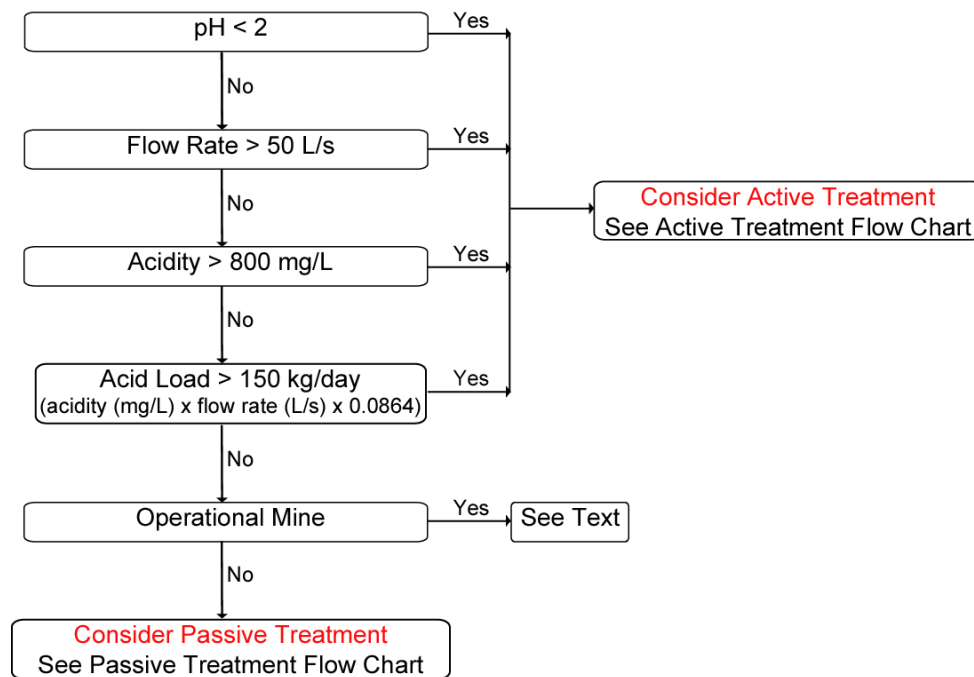 pH < 2
Yes
No
Flow Rate > 50 L/s
Yes
No
Consider Active Treatment
See Active Treatment Flow Chart
Acidity > 800 mg/L
Yes
No
Acid Load > 150 kg/day
(acidity (mg/L) x flow rate (L/s) x 0.0864)
Yes
No
Operational Mine
Yes
See Text
No
Consider Passive Treatment
See Passive Treatment Flow Chart